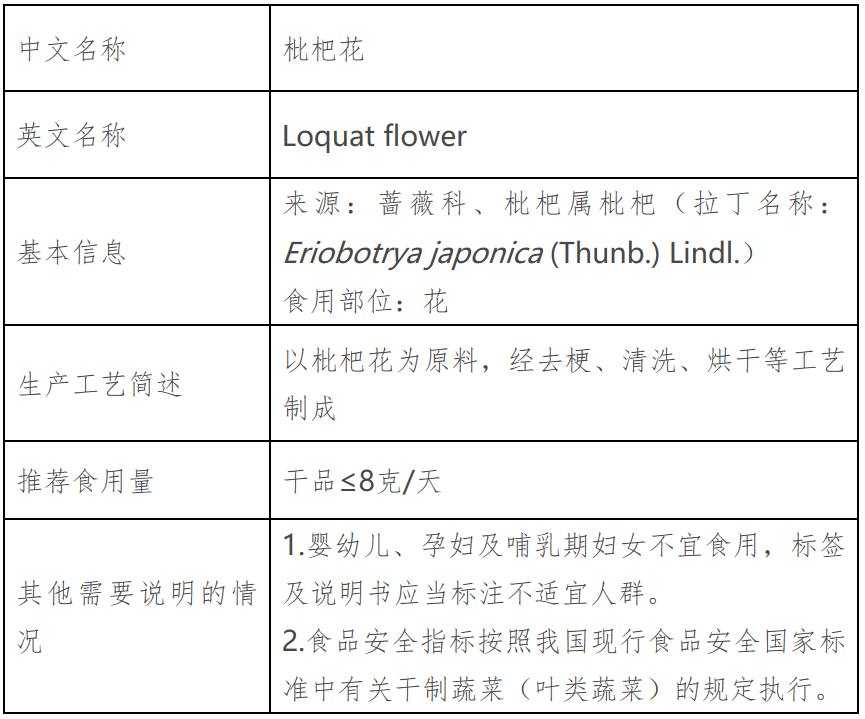 中文名称
枇杷花
英文名称
Loquat flower
基本信息
来源：蔷薇科、枇杷属枇杷（拉丁名称：
Eriobotrya japonica (Thunb.) Lindl.）
食用部位：花
生产工艺简述
以枇杷花为原料，经去梗、清洗、烘干等工艺
制成
推荐食用量
干品≤8克/天
其他需要说明的情
况
1.婴幼儿、孕妇及哺乳期妇女不宜食用，标签
及说明书应当标注不适宜人群。
2.食品安全指标按照我国现行食品安全国家标
准中有关干制蔬菜（叶类蔬菜）的规定执行。